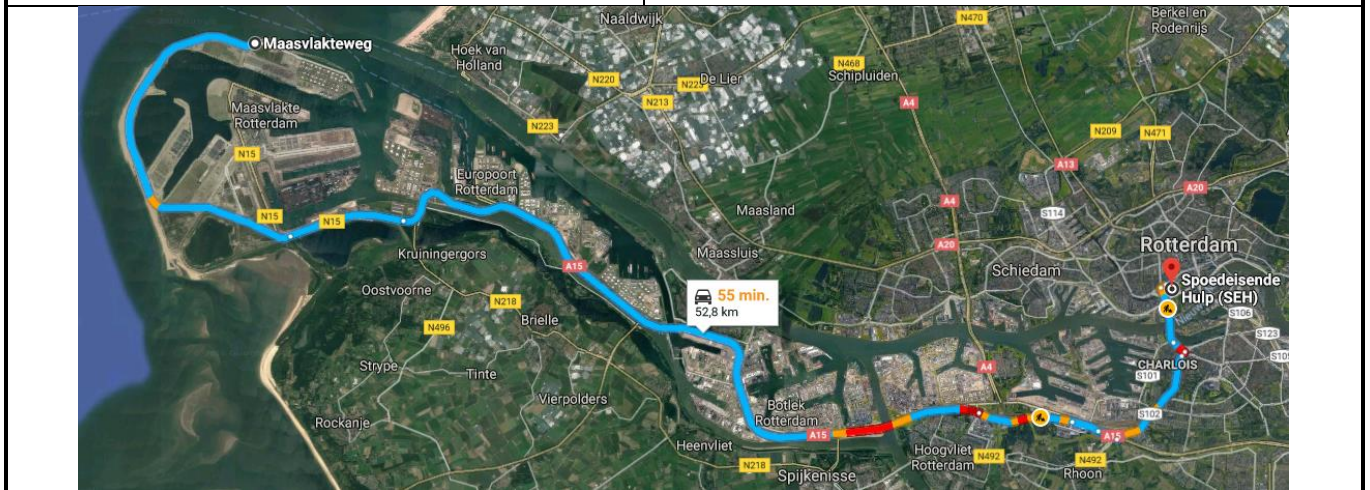 Naaldwijk
N470
Berkel en
Rodenrijs
Maasvlakteweg
Hoek van
Holland
N468
Schipluiden
N220
N223
De Lier
A4
N213
Maasvlakte
Rotterdam
N223
N209
N471
N15
A13
Europoort
Rotterdam
A20
A4
Maasland
S114
N15
N15
A20
Rotterdam
Kruiningergors
Maassluis
A15
Schiedam
Spoedeisende
Hulp (SEH)
Oostvoorne
55 min.
52,8 km
N218
S106
N496
Brielle
S123
Strype
Tinte
A4
CHARLOIS
S101
Vierpolders
Botlek
Rotterdam
S102
Rockanje
A15
A15
Heenvliet
Hoogvliet
Rotterdam
N492
N492
N218
Rhoon
Spijkenisse